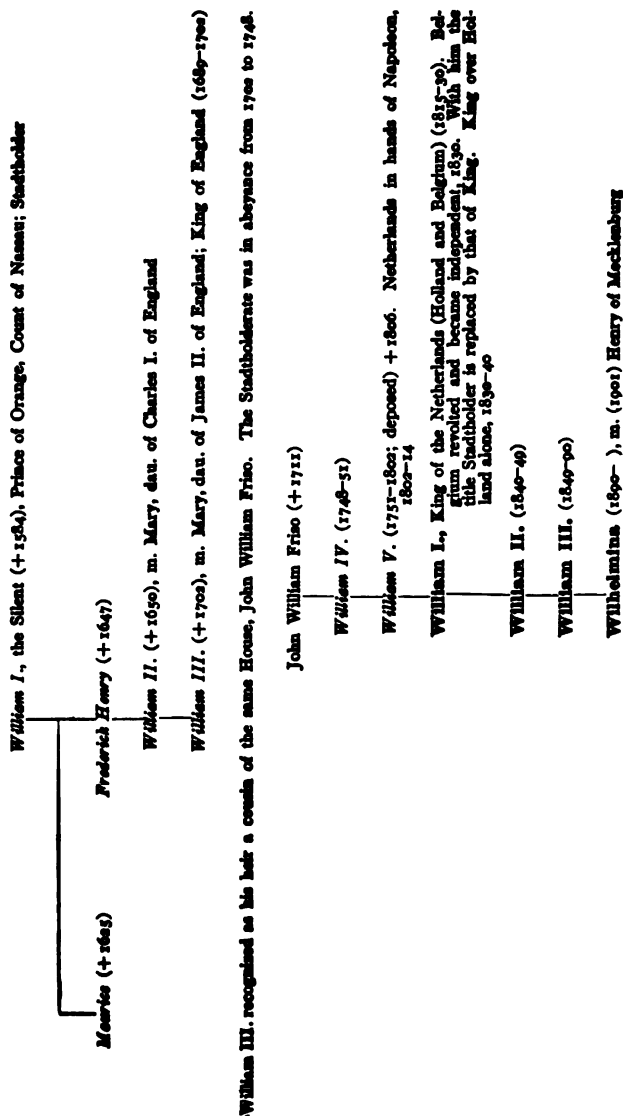 William I., the Silent (+1584), Prince of Orange, Count of Nassau; Stadtholder
Maurice (+1625)
Frederick Henry (+1647)
William II. (+1650), m. Mary, dau. of Charles I. of England
William III. (+1702), m. Mary, dau. of James II. of England; King of England (1689–1702)
William III. recognized as his heir a cousin of the same House, John William Friso. The Stadtholderate was in abeyance from 1702 to 1748.
John William Friso (+1711)
William IV. (1748–51)
William V. (1751–1802; deposed) +1806. Netherlands in hands of Napoleon,
1802–14
William I., King of the Netherlands (Holland and Belgium) (1815–30). Bel-
gium revolted and became independent, 1830. With him the
title Stadtholder is replaced by that of King. King over Hol-
land alone, 1830–40
William II. (1840–49)
William III. (1849–90)
Wilhelmina (1890– ), m. (1901) Henry of Mecklenburg